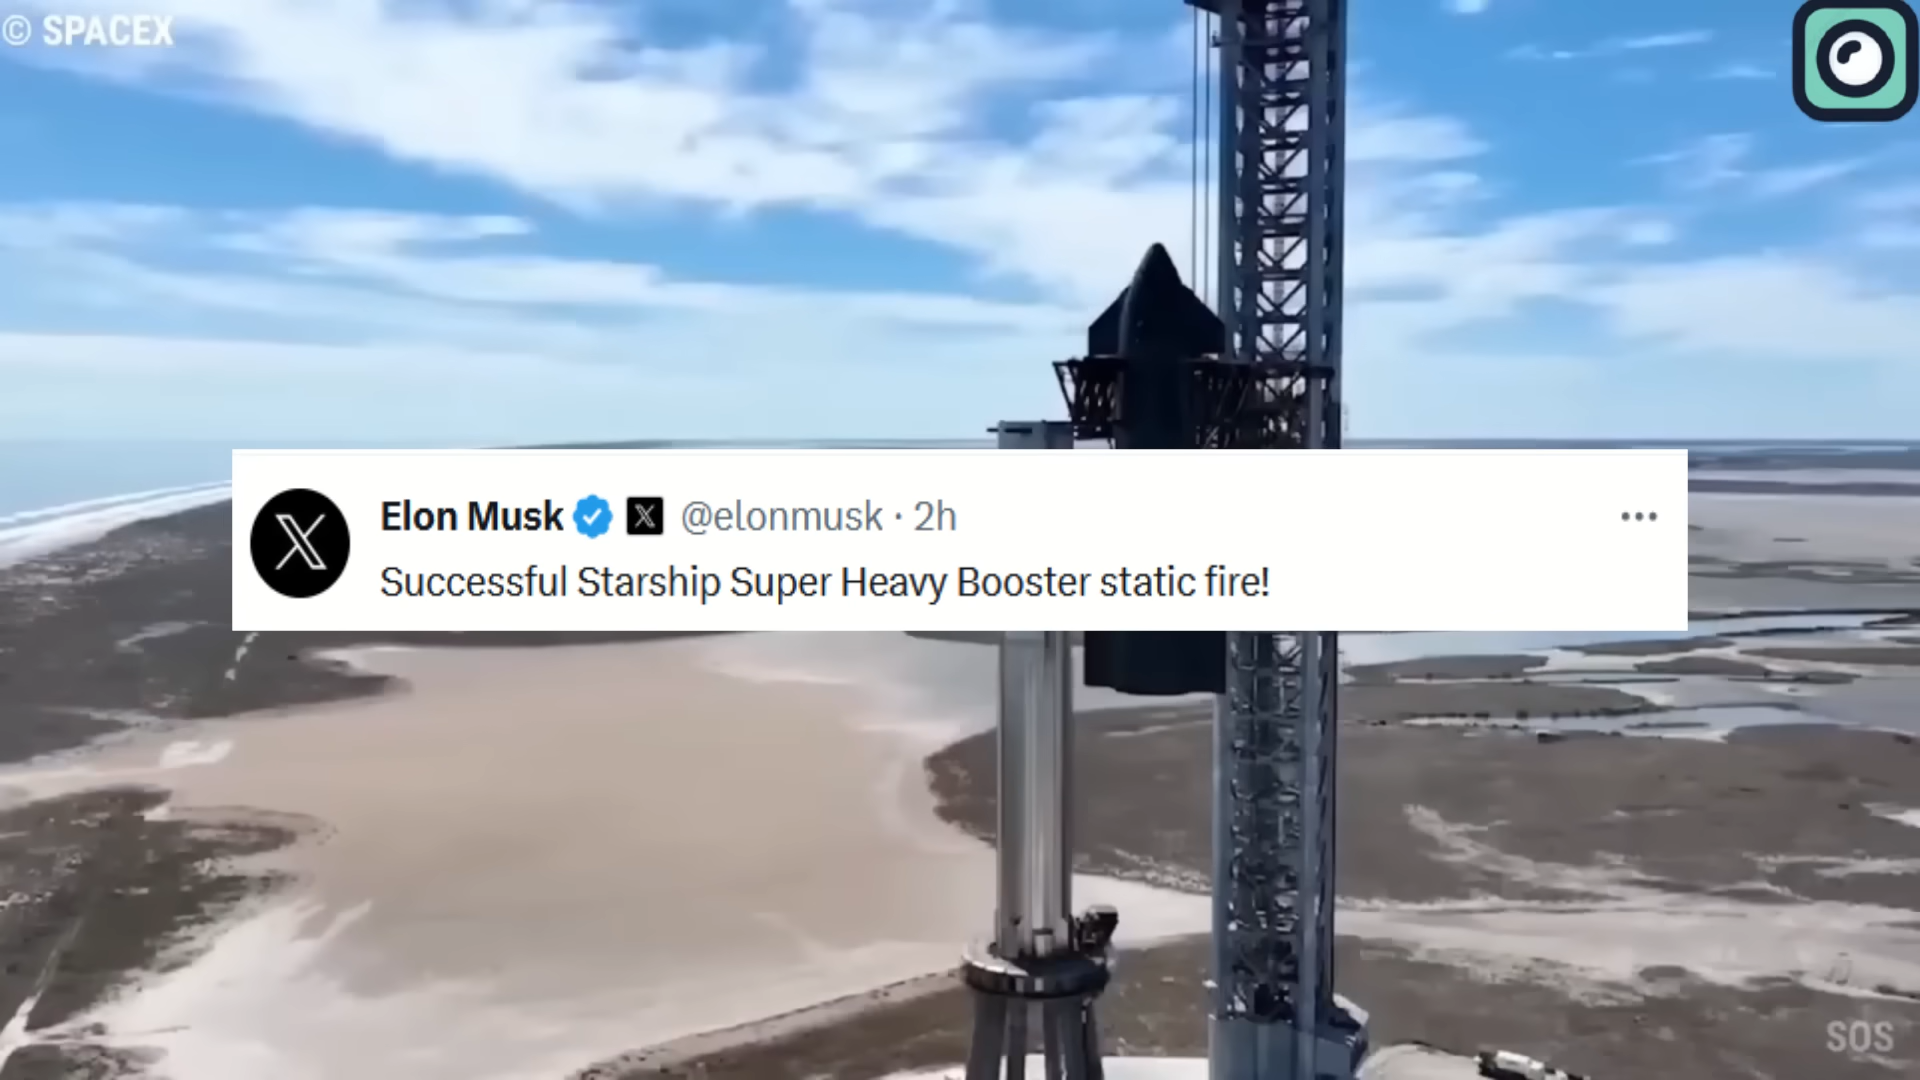 © SPACEX
Elon Musk @elonmusk · 2h
Successful Starship Super Heavy Booster static fire!
SOS